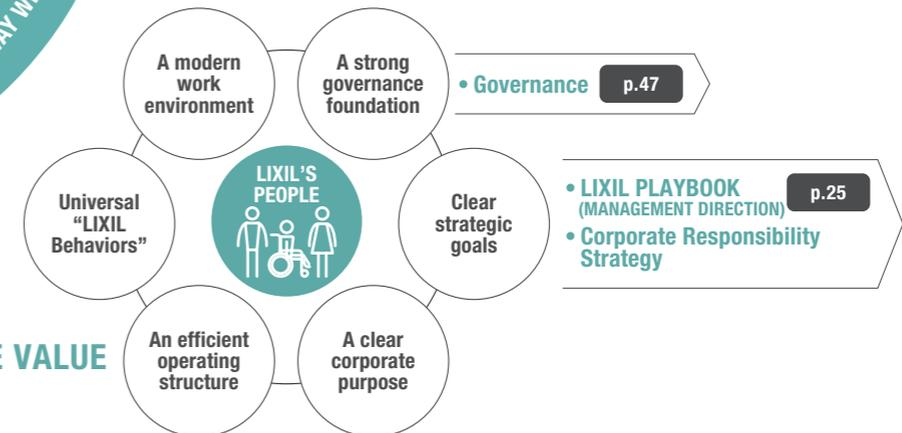 AY W
A modern
work
environment
A strong
governance
foundation
• Governance
p.47
Universal
“LIXIL
Behaviors”
LIXIL’S
PEOPLE
Clear
strategic
goals
• LIXIL PLAYBOOK
(MANAGEMENT DIRECTION)
p.25
• Corporate Responsibility
Strategy
VALUE
An efficient
operating
structure
A clear
corporate
purpose